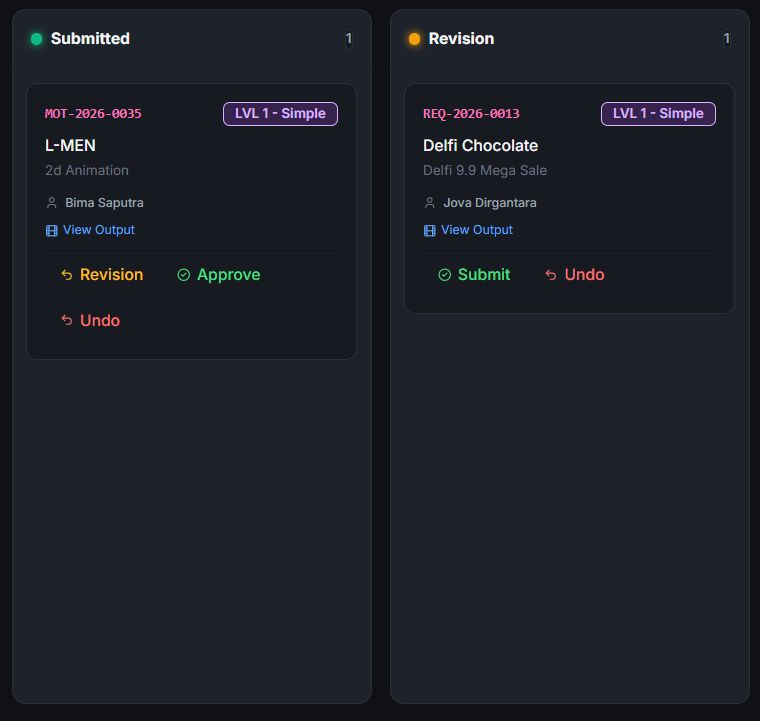 Submitted
1
MOT-2026-0035
LVL 1 - Simple
L-MEN
2d Animation
Bima Saputra
View Output
Revision
Approve
Undo
Revision
1
REQ-2026-0013
LVL 1 - Simple
Delfi Chocolate
Delfi 9.9 Mega Sale
Jova Dirgantara
View Output
Submit
Undo